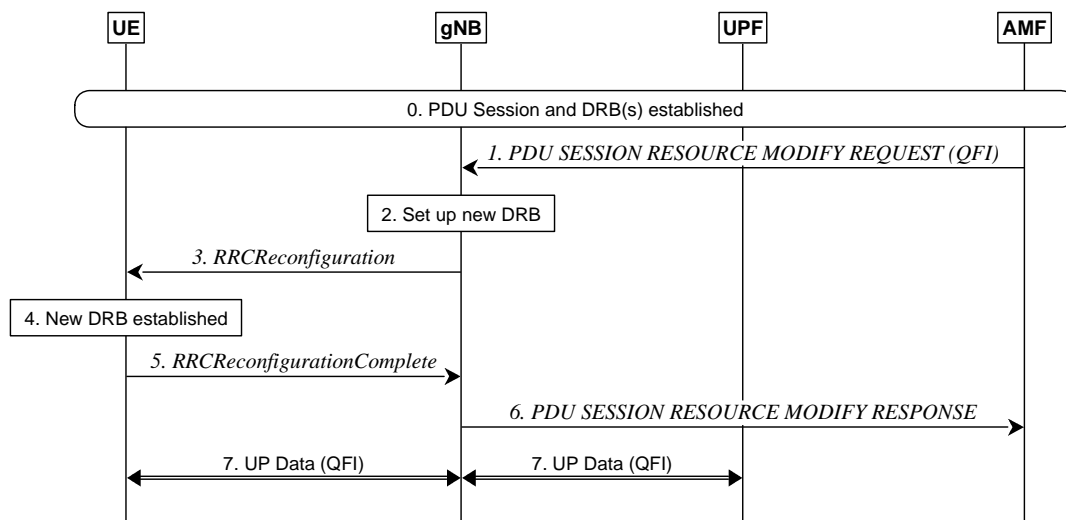 UE gNB UPF AMF
0. PDU Session and DRB(s) established
1. PDU SESSION RESOURCE MODIFY REQUEST (QFI)
2. Set up new DRB
3. RRCReconfiguration
4. New DRB established
5. RRCReconfigurationComplete
6. PDU SESSION RESOURCE MODIFY RESPONSE
7. UP Data (QFI) 7. UP Data (QFI)